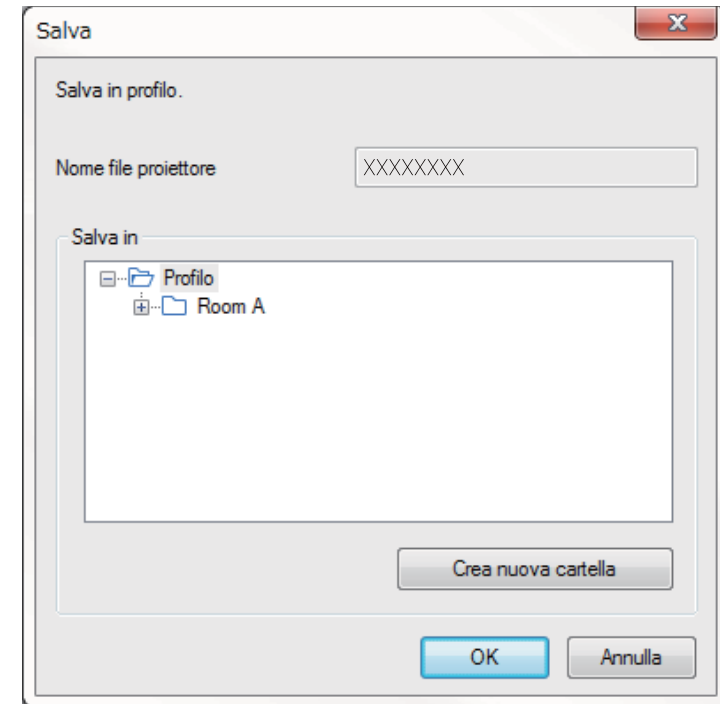 Salva
Salva in profilo.
Nome file proiettore XXXXXXXX
Salva in
Profilo
Room A
Crea nuova cartella
OK Annulla